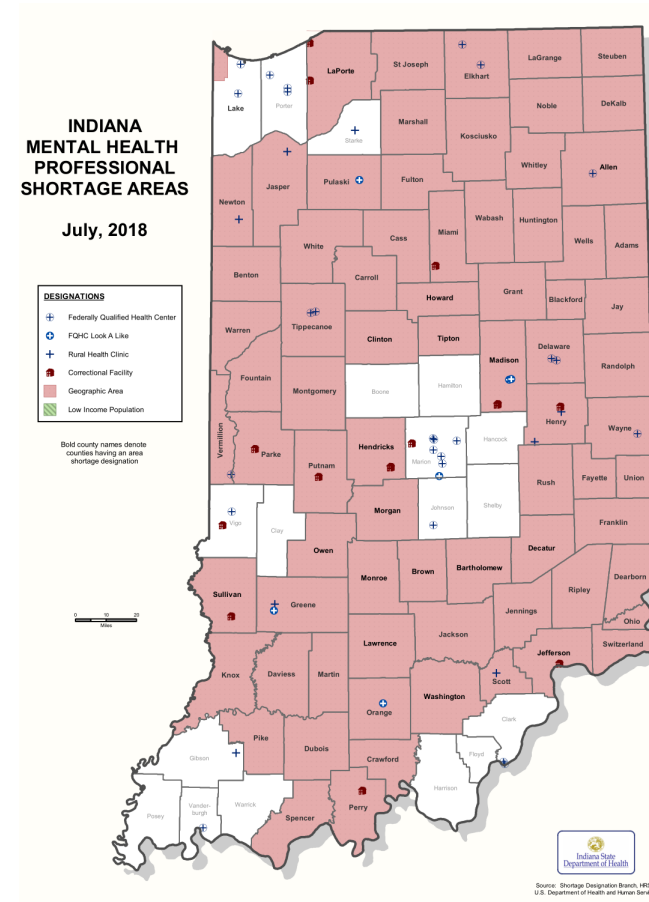 INDIANA
MENTAL HEALTH
PROFESSIONAL
SHORTAGE AREAS
July, 2018
DESIGNATIONS
Federally Qualified Health Center
FQHC Look A Like
Rural Health Clinic
Correctional Facility
Geographic Area
Low Income Population
Bold county names denote
counties having an area
shortage designation
0 10 20
Miles
Lake
Porter
LaPorte
St Joseph
Elkhart
LaGrange
Steuben
Noble
DeKalb
Starke
Marshall
Kosciusko
Whitley
Allen
Newton
Jasper
Pulaski
Fulton
White
Cass
Miami
Wabash
Huntington
Wells
Adams
Benton
Carroll
Howard
Grant
Blackford
Jay
Warren
Tippecanoe
Clinton
Tipton
Madison
Delaware
Randolph
Fountain
Montgomery
Boone
Hamilton
Henry
Wayne
Vermillion
Parke
Putnam
Hendricks
Marion
Hancock
Rush
Fayette
Union
Vigo
Clay
Morgan
Johnson
Shelby
Franklin
Owen
Monroe
Brown
Bartholomew
Decatur
Dearborn
Sullivan
Greene
Jennings
Ripley
Ohio
Lawrence
Jackson
Jefferson
Switzerland
Knox
Daviess
Martin
Orange
Washington
Scott
Clark
Gibson
Pike
Dubois
Crawford
Floyd
Harrison
Posey
Vander-
burgh
Warrick
Spencer
Perry
Indiana State
Department of Health
Source: Shortage Designation Branch, HRS
U.S. Department of Health and Human Servi